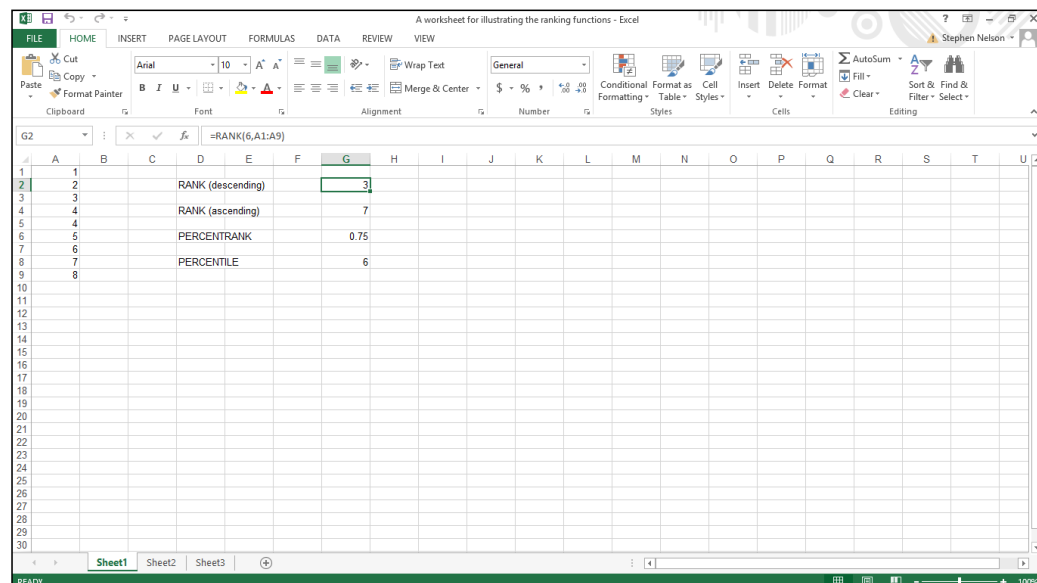 A worksheet for illustrating the ranking functions - Excel
FILE HOME INSERT PAGE LAYOUT FORMULAS DATA REVIEW VIEW Stephen Nelson
Cut
Copy
Format Painter
Paste
Clipboard
Arial 10
B I U
Font
Wrap Text
Merge & Center
Alignment
General
$ % ,
Number
Conditional Formatting
Format as Table
Cell Styles
Styles
Insert Delete Format
Cells
AutoSum
Fill
Clear
Sort & Filter
Find & Select
Editing
G2 fx =RANK(6,A1:A9)
A B C D E F G H I J K L M N O P Q R S T U
1 1
2 2 RANK (descending) 3
3 3
4 4 RANK (ascending) 7
5 4
6 5 PERCENTRANK 0.75
7 6
8 7 PERCENTILE 6
9 8
10
11
12
13
14
15
16
17
18
19
20
21
22
23
24
25
26
27
28
29
30
Sheet1 Sheet2 Sheet3
READY 100%